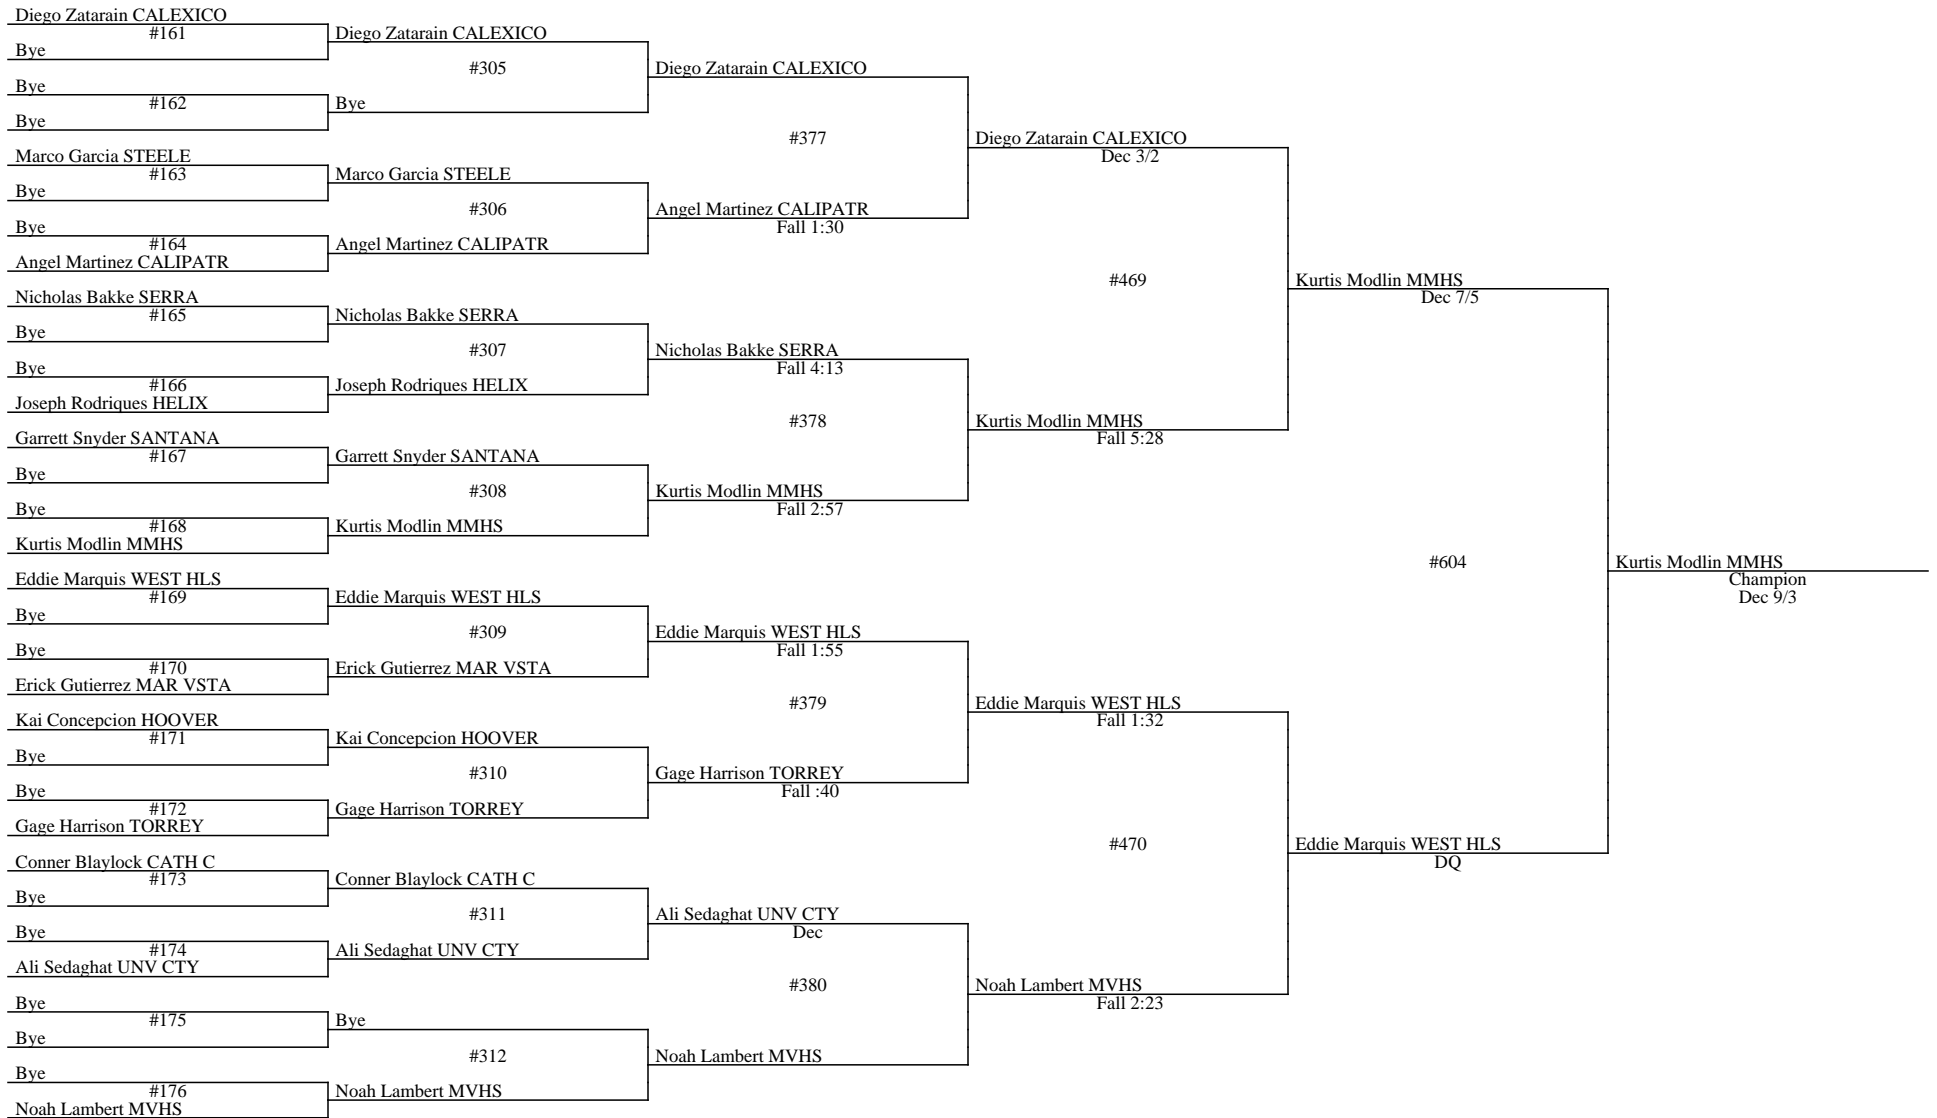 Diego Zatarain CALEXICO
#161
Bye
Bye
#162
Bye
Marco Garcia STEELE
#163
Bye
Bye
#164
Angel Martinez CALIPATR
Nicholas Bakke SERRA
#165
Bye
Bye
#166
Joseph Rodriques HELIX
Garrett Snyder SANTANA
#167
Bye
Bye
#168
Kurtis Modlin MMHS
Eddie Marquis WEST HLS
#169
Bye
Bye
#170
Erick Gutierrez MAR VSTA
Kai Concepcion HOOVER
#171
Bye
Bye
#172
Gage Harrison TORREY
Conner Blaylock CATH C
#173
Bye
Bye
#174
Ali Sedaghat UNV CTY
Bye
#175
Bye
Bye
#176
Noah Lambert MVHS
Diego Zatarain CALEXICO
#305
Bye
Marco Garcia STEELE
#306
Angel Martinez CALIPATR
Nicholas Bakke SERRA
#307
Joseph Rodriques HELIX
Garrett Snyder SANTANA
#308
Kurtis Modlin MMHS
Eddie Marquis WEST HLS
#309
Erick Gutierrez MAR VSTA
Kai Concepcion HOOVER
#310
Gage Harrison TORREY
Conner Blaylock CATH C
#311
Ali Sedaghat UNV CTY
Bye
#312
Noah Lambert MVHS
Diego Zatarain CALEXICO
#377
Angel Martinez CALIPATR
Fall 1:30
Nicholas Bakke SERRA
Fall 4:13
#378
Kurtis Modlin MMHS
Fall 2:57
Eddie Marquis WEST HLS
Fall 1:55
#379
Gage Harrison TORREY
Fall :40
Ali Sedaghat UNV CTY
Dec
#380
Noah Lambert MVHS
Diego Zatarain CALEXICO
Dec 3/2
#469
Kurtis Modlin MMHS
Fall 5:28
Eddie Marquis WEST HLS
Fall 1:32
#470
Noah Lambert MVHS
Fall 2:23
Kurtis Modlin MMHS
Dec 7/5
#604
Eddie Marquis WEST HLS
DQ
Kurtis Modlin MMHS
Champion
Dec 9/3